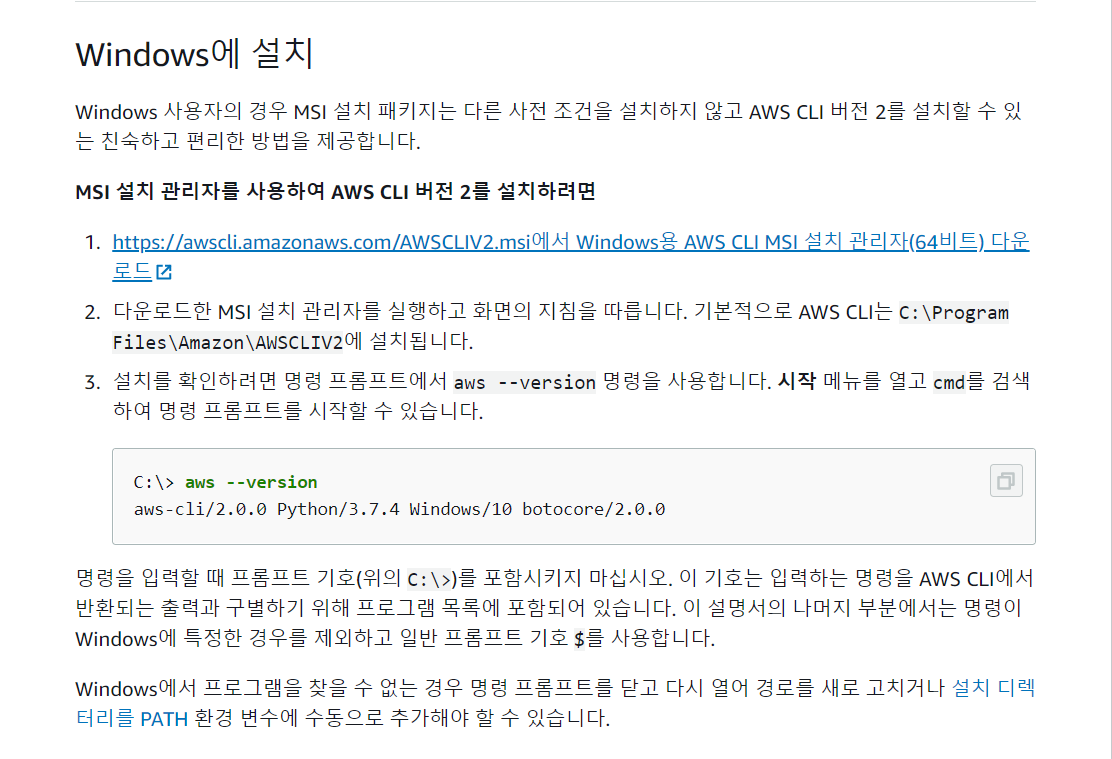 Windows에 설치
Windows 사용자의 경우 MSI 설치 패키지는 다른 사전 조건을 설치하지 않고 AWS CLI 버전 2를 설치할 수 있
는 친숙하고 편리한 방법을 제공합니다.
MSI 설치 관리자를 사용하여 AWS CLI 버전 2를 설치하려면
1. https://awscli.amazonaws.com/AWSCLIV2.msi에서 Windows용 AWS CLI MSI 설치 관리자(64비트) 다운
로드
2. 다운로드한 MSI 설치 관리자를 실행하고 화면의 지침을 따릅니다. 기본적으로 AWS CLI는 C:\Program
Files\Amazon\AWSCLIV2에 설치됩니다.
3. 설치를 확인하려면 명령 프롬프트에서 aws --version 명령을 사용합니다. 시작 메뉴를 열고 cmd를 검색
하여 명령 프롬프트를 시작할 수 있습니다.
C:\> aws --version
aws-cli/2.0.0 Python/3.7.4 Windows/10 botocore/2.0.0
명령을 입력할 때 프롬프트 기호(위의 C:\>)를 포함시키지 마십시오. 이 기호는 입력하는 명령을 AWS CLI에서
반환되는 출력과 구별하기 위해 프로그램 목록에 포함되어 있습니다. 이 설명서의 나머지 부분에서는 명령이
Windows에 특정한 경우를 제외하고 일반 프롬프트 기호 $를 사용합니다.
Windows에서 프로그램을 찾을 수 없는 경우 명령 프롬프트를 닫고 다시 열어 경로를 새로 고치거나 설치 디렉
터리를 PATH 환경 변수에 수동으로 추가해야 할 수 있습니다.